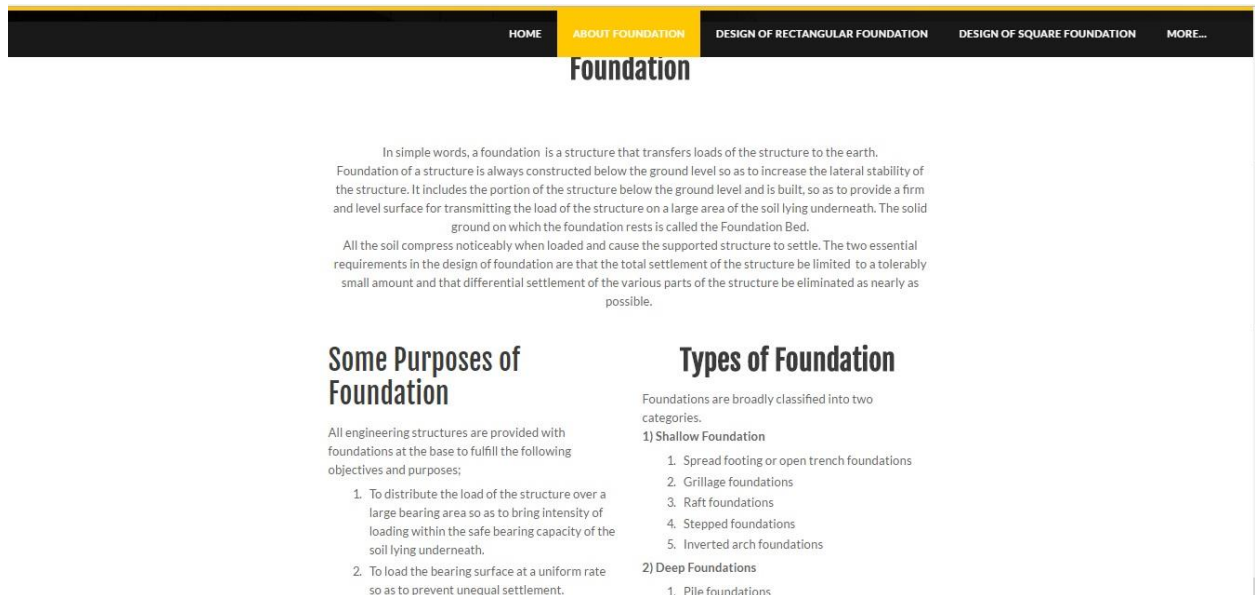 HOME ABOUT FOUNDATION DESIGN OF RECTANGULAR FOUNDATION DESIGN OF SQUARE FOUNDATION MORE...
Foundation
In simple words, a foundation is a structure that transfers loads of the structure to the earth.
Foundation of a structure is always constructed below the ground level so as to increase the lateral stability of
the structure. It includes the portion of the structure below the ground level and is built, so as to provide a firm
and level surface for transmitting the load of the structure on a large area of the soil lying underneath. The solid
ground on which the foundation rests is called the Foundation Bed.
All the soil compress noticeably when loaded and cause the supported structure to settle. The two essential
requirements in the design of foundation are that the total settlement of the structure be limited to a tolerably
small amount and that differential settlement of the various parts of the structure be eliminated as nearly as
possible.
Some Purposes of
Foundation
All engineering structures are provided with
foundations at the base to fulfill the following
objectives and purposes;
1. To distribute the load of the structure over a
large bearing area so as to bring intensity of
loading within the safe bearing capacity of the
soil lying underneath.
2. To load the bearing surface at a uniform rate
so as to prevent unequal settlement.
Types of Foundation
Foundations are broadly classified into two
categories.
1) Shallow Foundation
1. Spread footing or open trench foundations
2. Grillage foundations
3. Raft foundations
4. Stepped foundations
5. Inverted arch foundations
2) Deep Foundations
1. Pile foundations